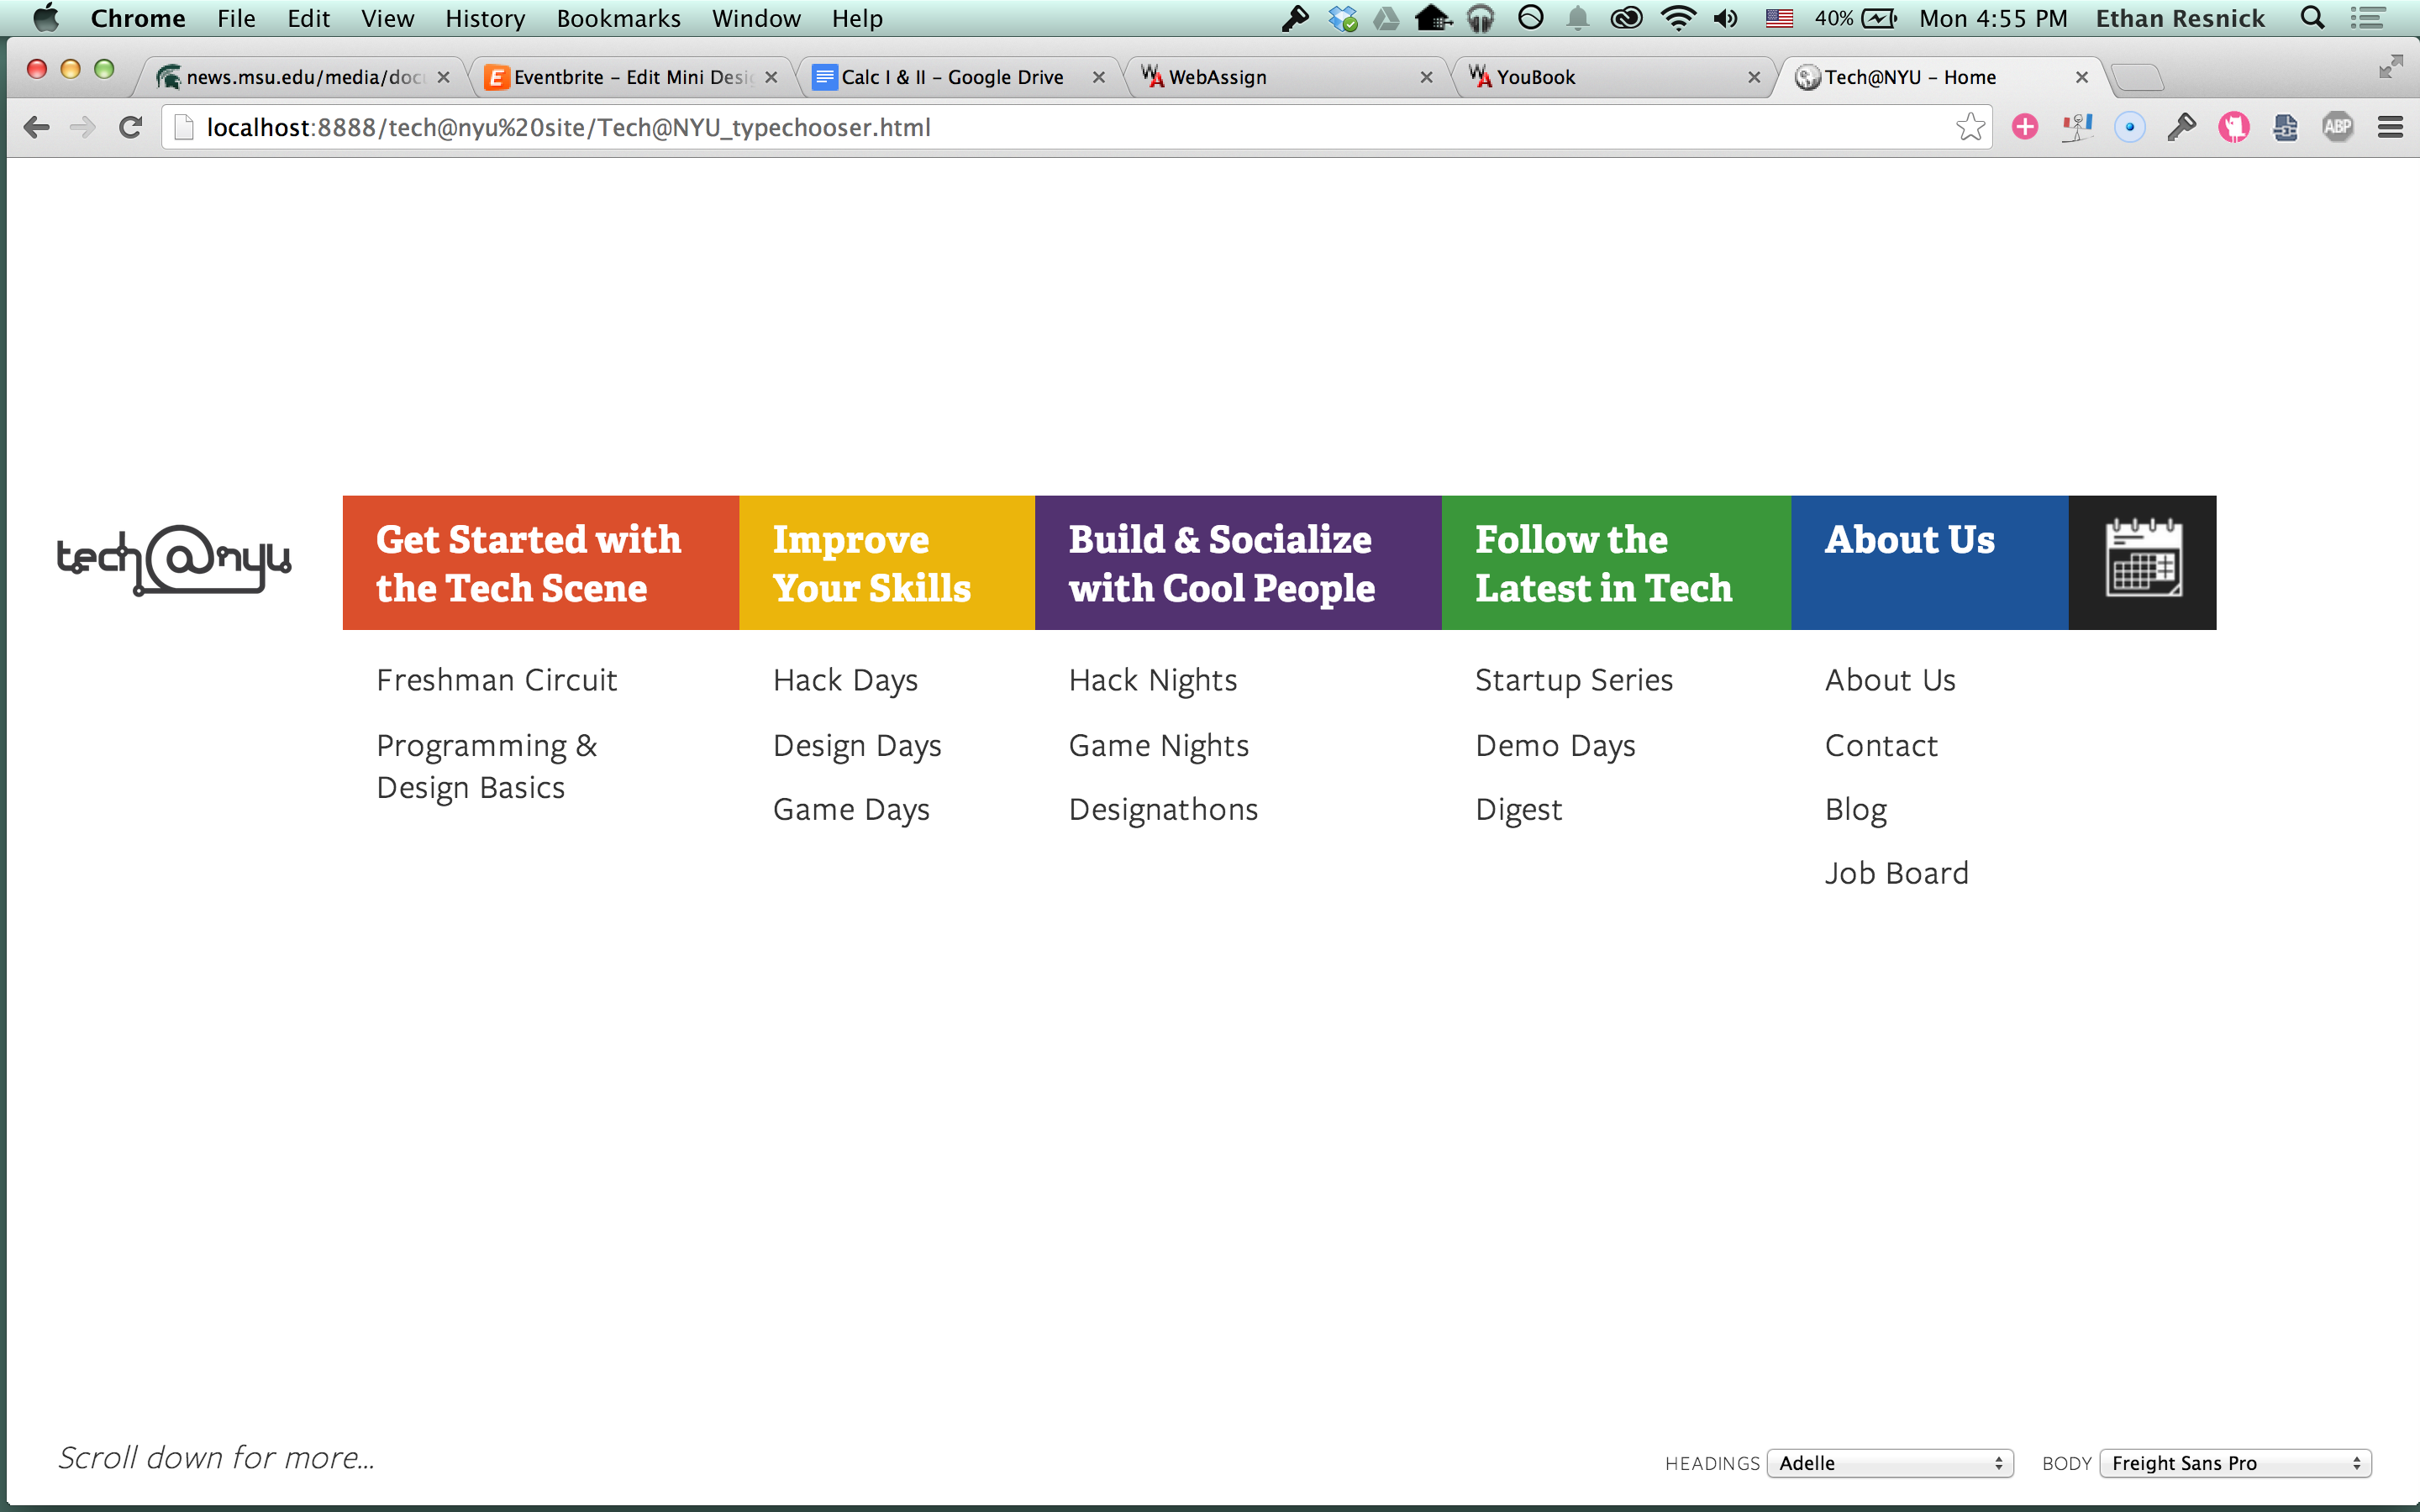 Chrome File Edit View History Bookmarks Window Help 40% Mon 4:55 PM Ethan Resnick
news.msu.edu/media/docu Eventbrite - Edit Mini Desig Calc I & II - Google Drive WebAssign YouBook Tech@NYU - Home
localhost:8888/tech@nyu%20site/Tech@NYU_typechooser.html ABP
tech@nyu
Get Started with
the Tech Scene
Improve
Your Skills
Build & Socialize
with Cool People
Follow the
Latest in Tech
About Us
Freshman Circuit
Programming &
Design Basics
Hack Days
Design Days
Game Days
Hack Nights
Game Nights
Designathons
Startup Series
Demo Days
Digest
About Us
Contact
Blog
Job Board
Scroll down for more...
HEADINGS Adelle BODY Freight Sans Pro